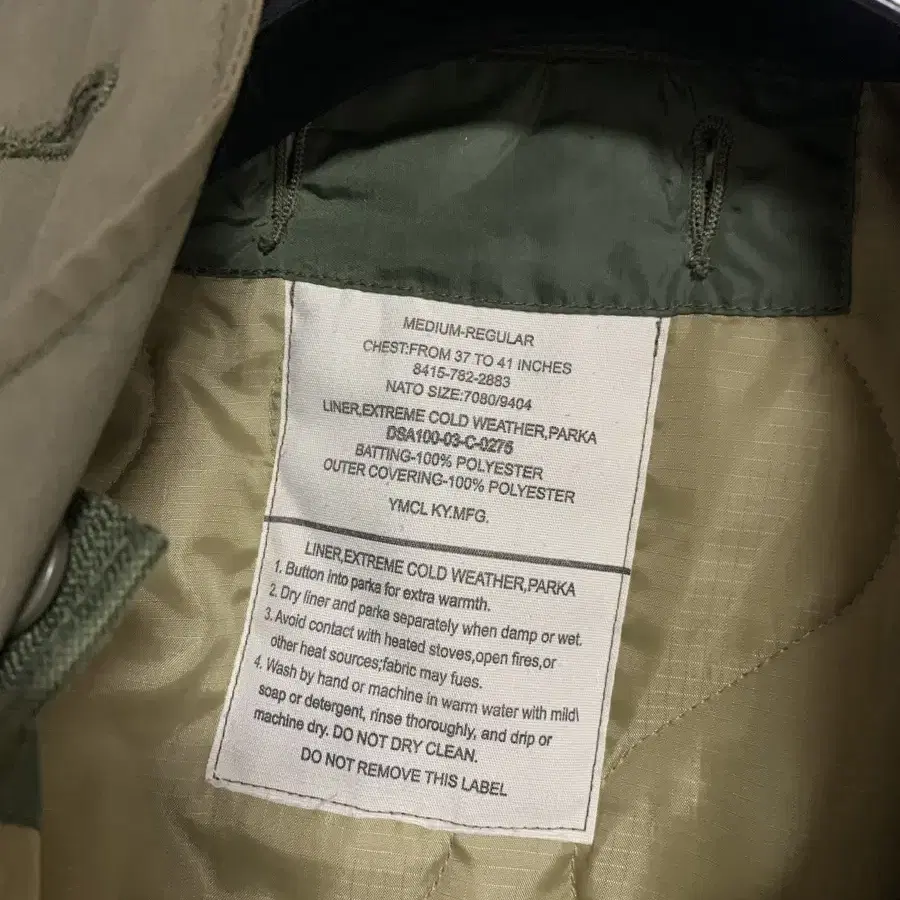 MEDIUM-REGULAR
CHEST:FROM 37 TO 41 INCHES
8415-782-2883
NATO SIZE:7080/9404
LINER,EXTREME COLD WEATHER,PARKA
DSA100-03-C-0275
BATTING-100% POLYESTER
OUTER COVERING-100% POLYESTER
YMCL KY.MFG.
LINER,EXTREME COLD WEATHER,PARKA
1. Button into parka for extra warmth.
2. Dry liner and parka separately when damp or wet.
3. Avoid contact with heated stoves,open fires,or
other heat sources;fabric may fues.
4. Wash by hand or machine in warm water with mild\
soap or detergent, rinse thoroughly, and drip or
machine dry. DO NOT DRY CLEAN.
DO NOT REMOVE THIS LABEL